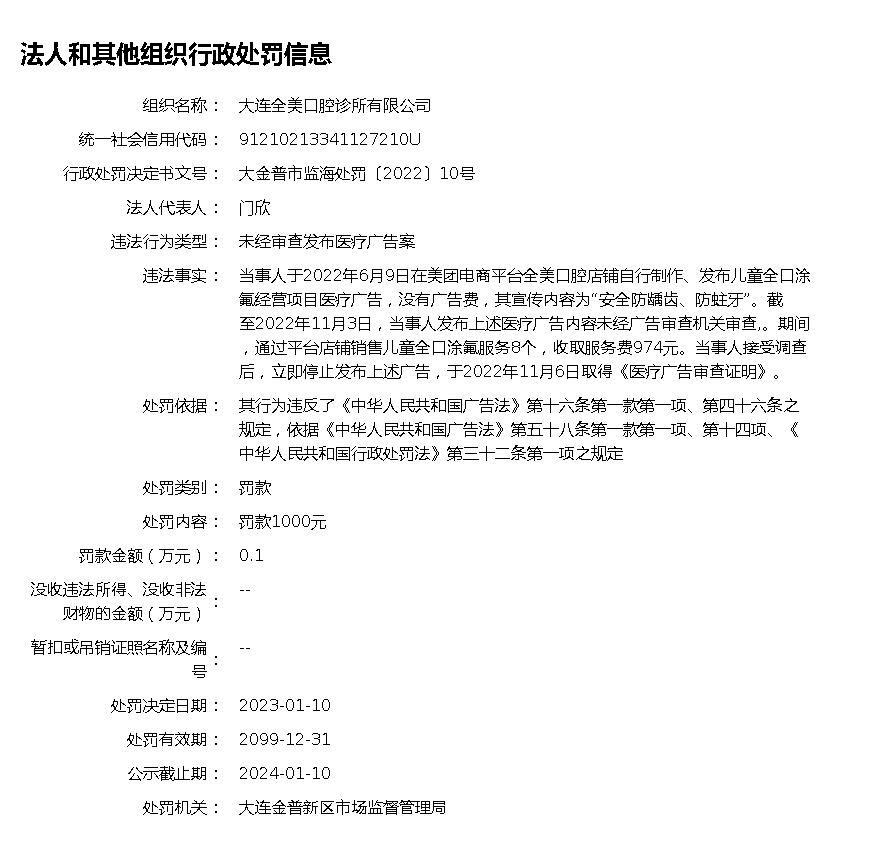 法人和其他组织行政处罚信息
组织名称： 大连全美口腔诊所有限公司
统一社会信用代码： 91210213341127210U
行政处罚决定书文号： 大金普市监海处罚〔2022〕10号
法人代表人： 门欣
违法行为类型： 未经审查发布医疗广告案
违法事实： 当事人于2022年6月9日在美团电商平台全美口腔店铺自行制作、发布儿童全口涂
氟经营项目医疗广告，没有广告费，其宣传内容为“安全防龋齿、防蛀牙”。截
至2022年11月3日，当事人发布上述医疗广告内容未经广告审查机关审查,。期间
，通过平台店铺销售儿童全口涂氟服务8个，收取服务费974元。当事人接受调查
后，立即停止发布上述广告，于2022年11月6日取得《医疗广告审查证明》。
处罚依据： 其行为违反了《中华人民共和国广告法》第十六条第一款第一项、第四十六条之
规定，依据《中华人民共和国广告法》第五十八条第一款第一项、第十四项、《
中华人民共和国行政处罚法》第三十二条第一项之规定
处罚类别： 罚款
处罚内容： 罚款1000元
罚款金额（万元）： 0.1
没收违法所得、没收非法
财物的金额（万元）： --
暂扣或吊销证照名称及编
号： --
处罚决定日期： 2023-01-10
处罚有效期： 2099-12-31
公示截止期： 2024-01-10
处罚机关： 大连金普新区市场监督管理局